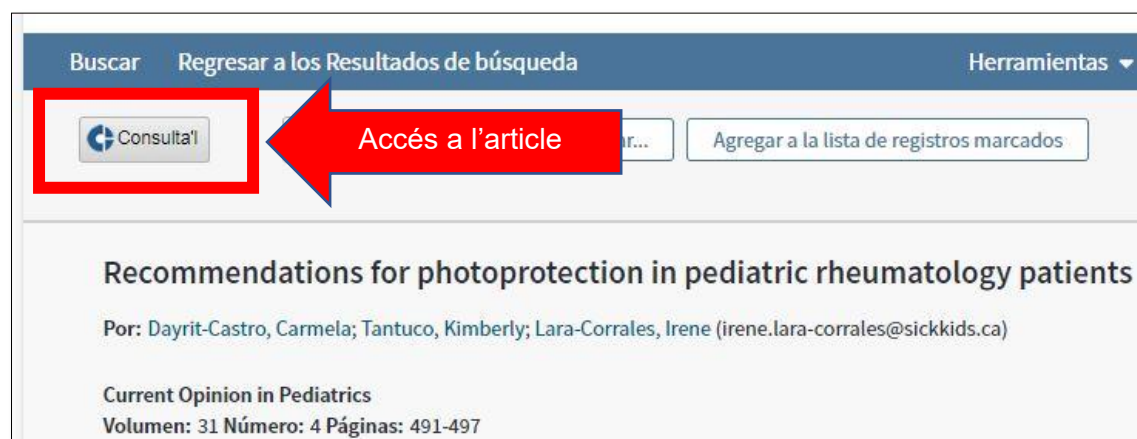 Buscar Regresar a los Resultados de búsqueda Herramientas
Consulta'l Accés a l'article ar... Agregar a la lista de registros marcados
Recommendations for photoprotection in pediatric rheumatology patients
Por: Dayrit-Castro, Carmela; Tantuco, Kimberly; Lara-Corrales, Irene (irene.lara-corrales@sickkids.ca)
Current Opinion in Pediatrics
Volumen: 31 Número: 4 Páginas: 491-497